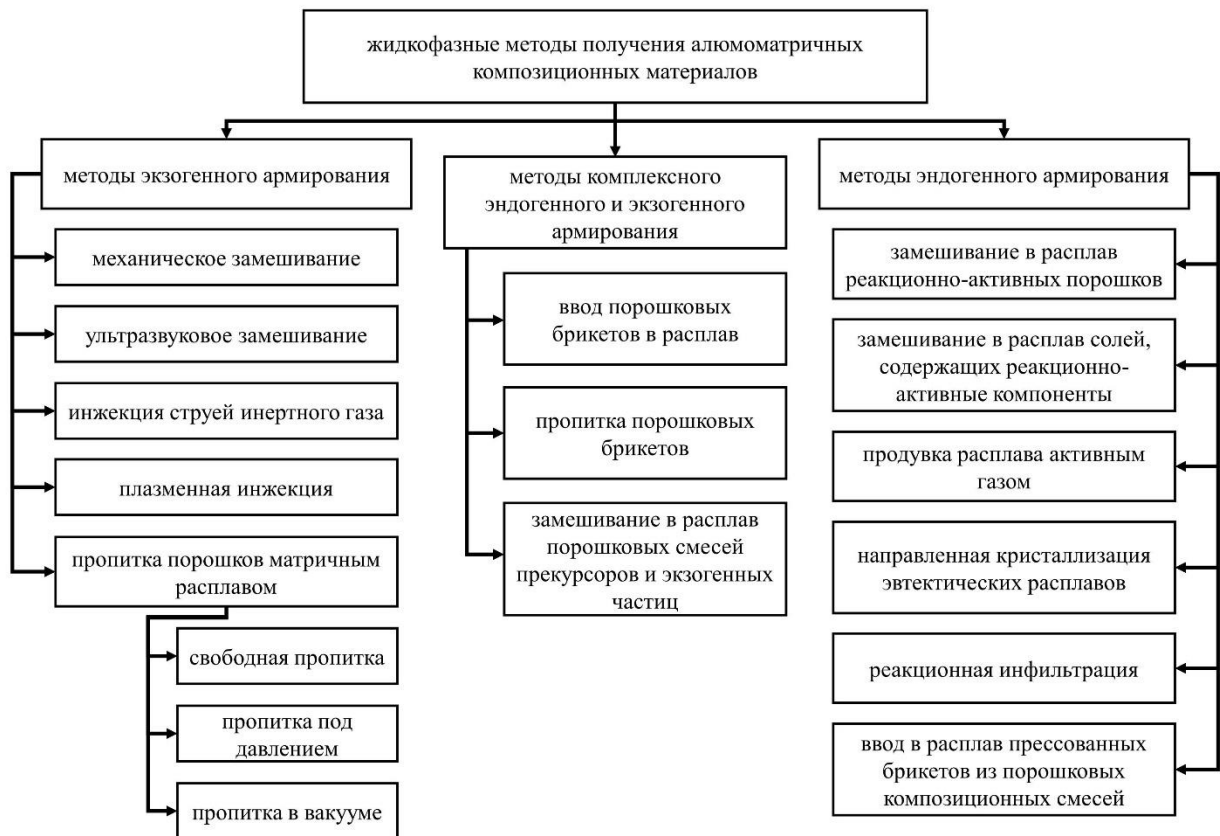 жидкофазные методы получения алюмоматричных
композиционных материалов
методы экзогенного армирования
механическое замешивание
ультразвуковое замешивание
инжекция струей инертного газа
плазменная инжекция
пропитка порошков матричным
расплавом
свободная пропитка
пропитка под
давлением
пропитка в вакууме
методы комплексного
эндогенного и экзогенного
армирования
ввод порошковых
брикетов в расплав
пропитка порошковых
брикетов
замешивание в расплав
порошковых смесей
прекурсоров и экзогенных
частиц
методы эндогенного армирования
замешивание в расплав
реакционно-активных порошков
замешивание в расплав солей,
содержащих реакционно-
активные компоненты
продувка расплава активным
газом
направленная кристаллизация
эвтектических расплавов
реакционная инфильтрация
ввод в расплав прессованных
брикетов из порошковых
композиционных смесей